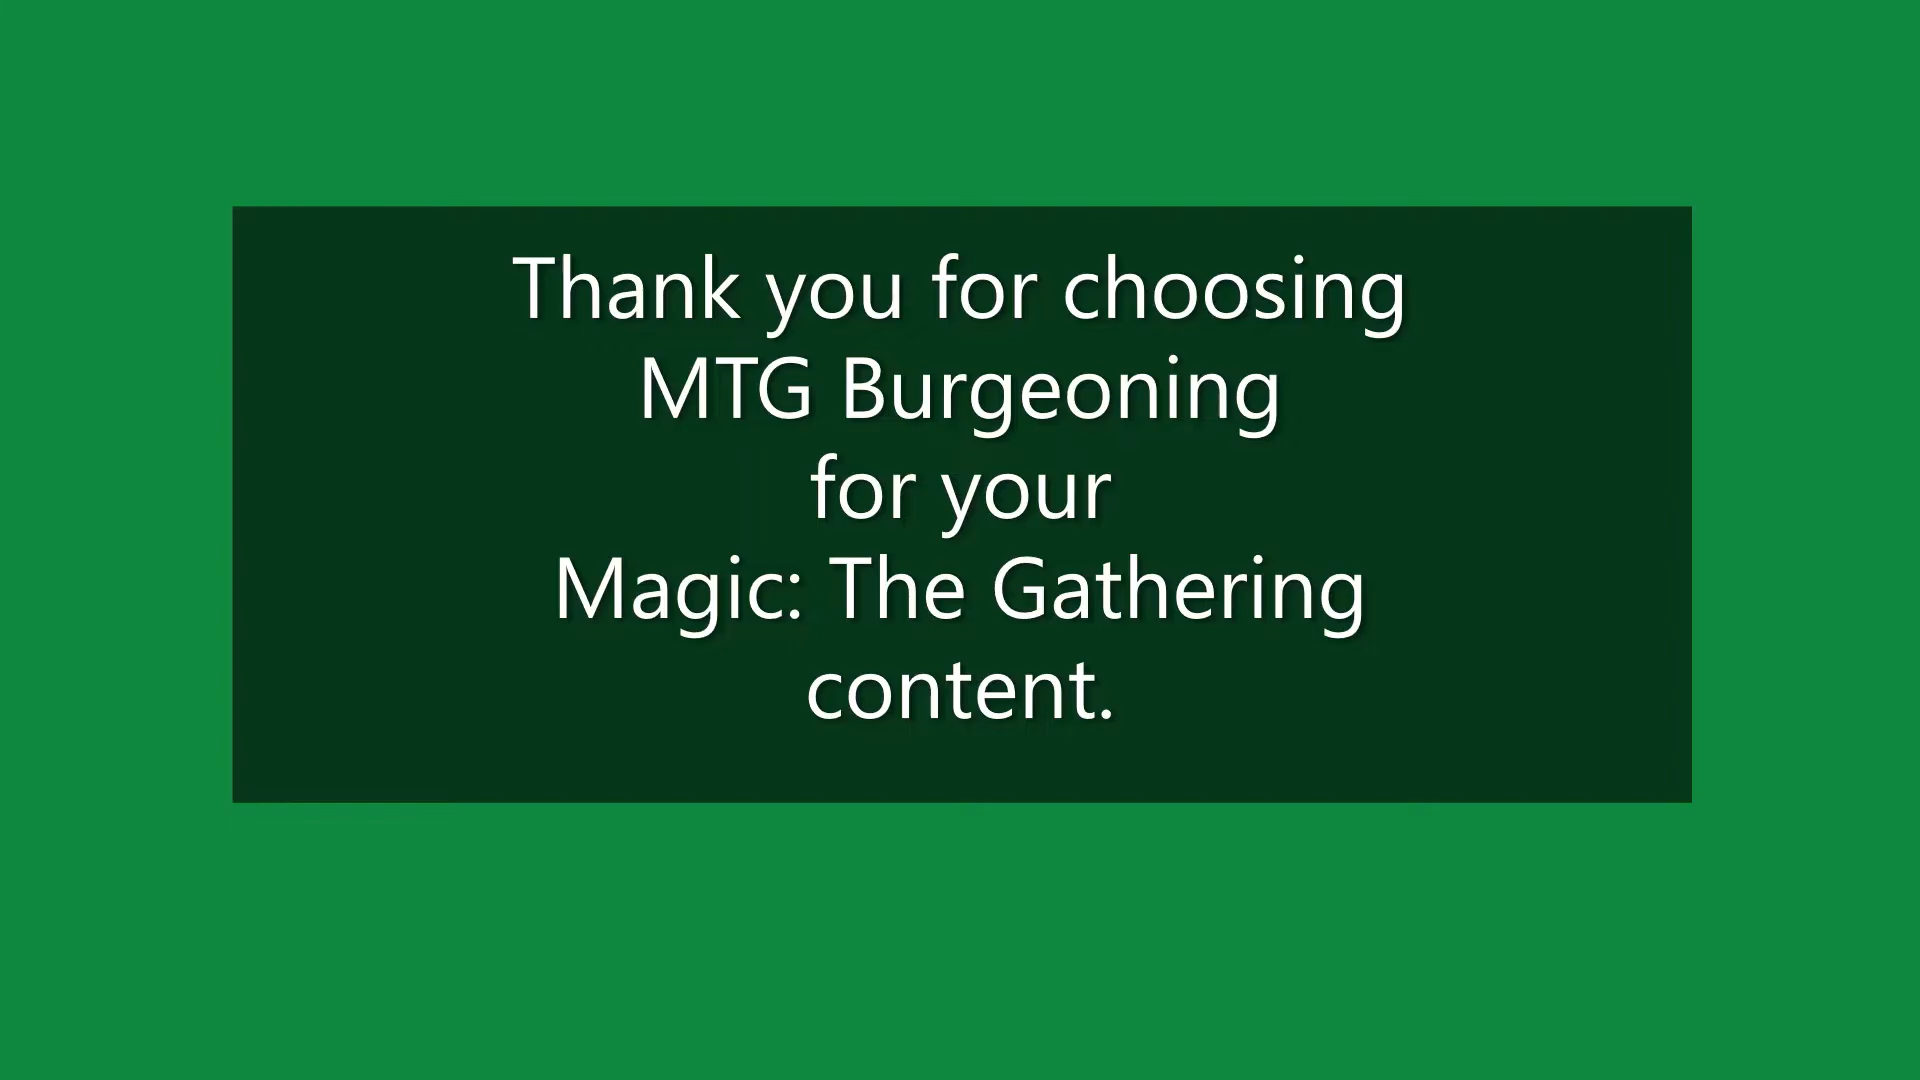 Thank you for choosing
MTG Burgeoning
for your
Magic: The Gathering
content.